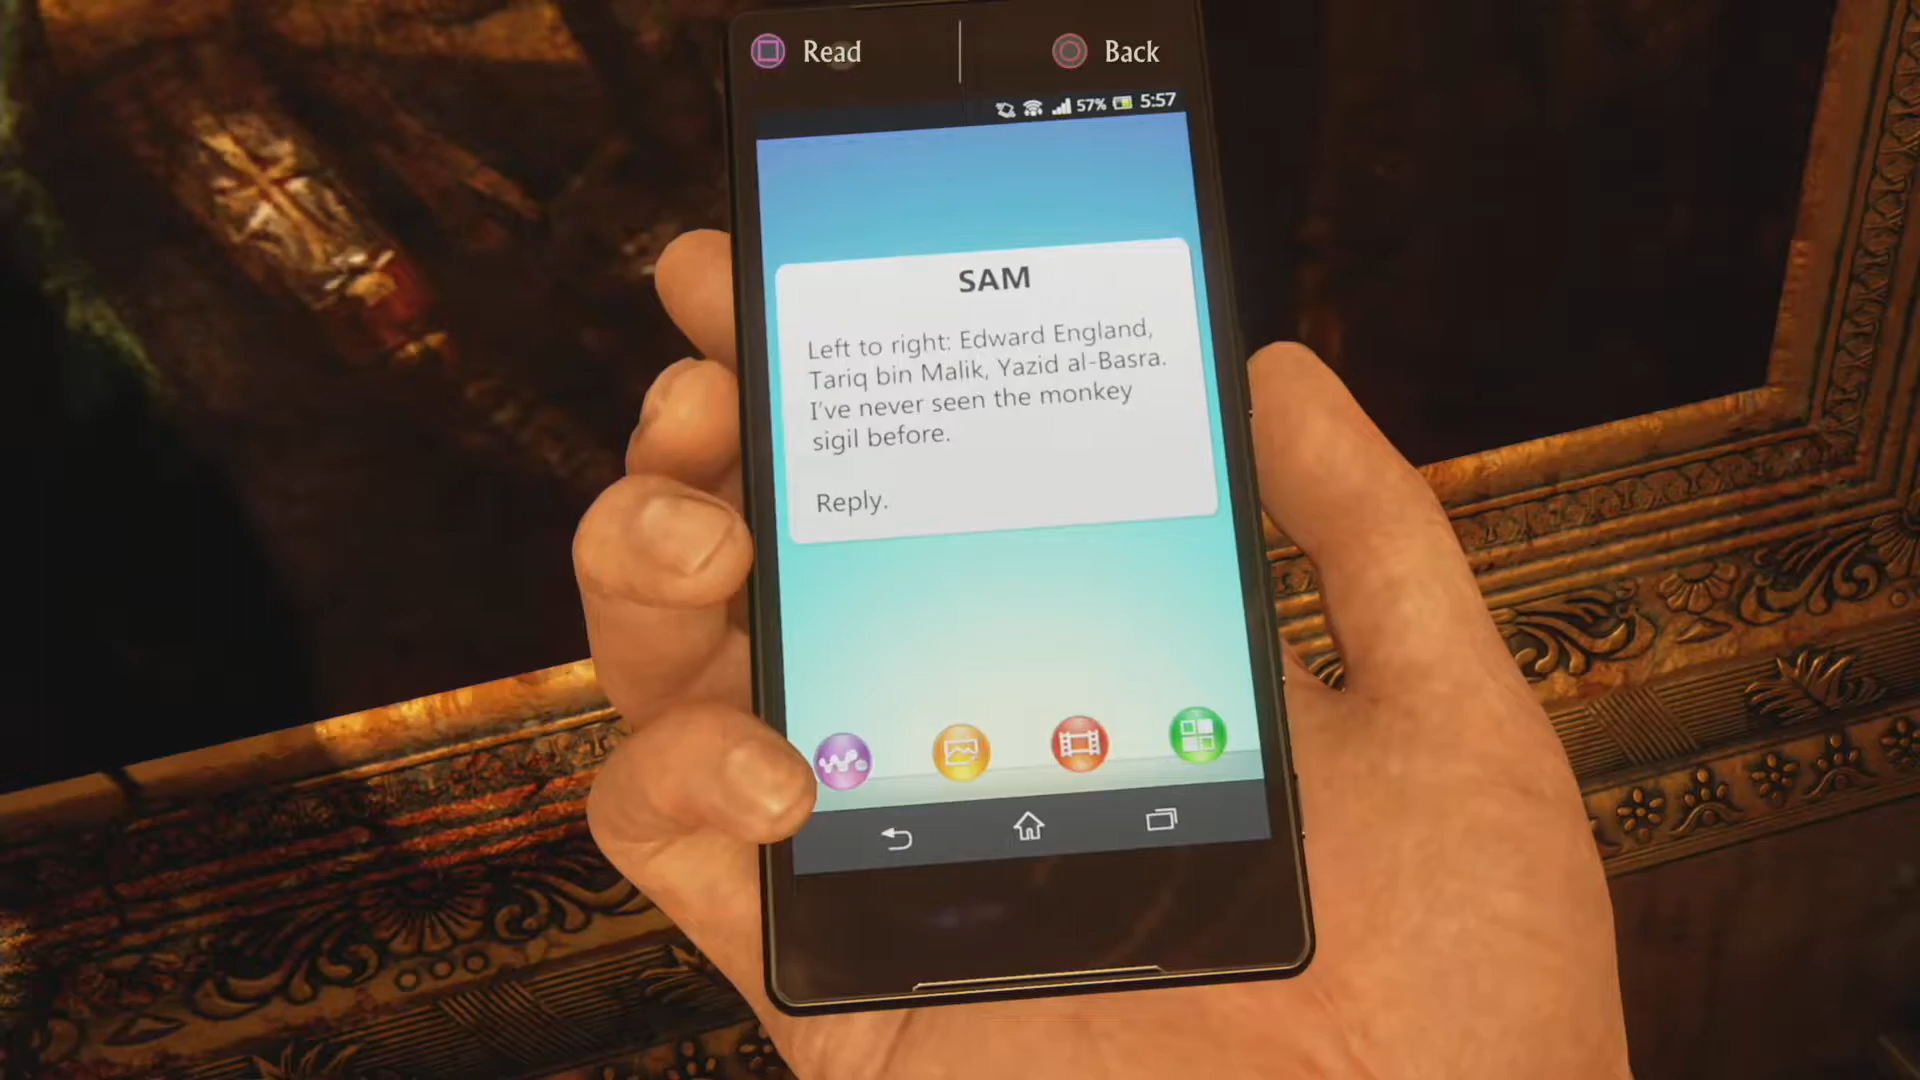 Read
Back
57% 5:57
SAM
Left to right: Edward England,
Tariq bin Malik, Yazid al-Basra.
I've never seen the monkey
sigil before.
Reply.